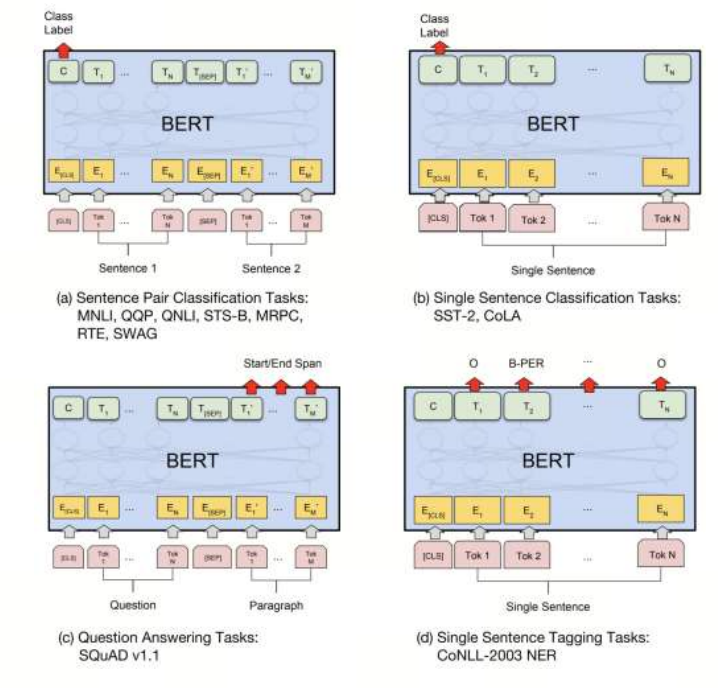 Class
Label
C T1 ... TN T[SEP] T1' ... TM'
BERT
E[CLS] E1 ... EN E[SEP] E1' ... EM'
[CLS] Tok 1 ... Tok N [SEP] Tok 1 ... Tok M
Sentence 1 Sentence 2
(a) Sentence Pair Classification Tasks:
MNLI, QQP, QNLI, STS-B, MRPC,
RTE, SWAG
Class
Label
C T1 T2 ... TN
BERT
E[CLS] E1 E2 ... EN
[CLS] Tok 1 Tok 2 ... Tok N
Single Sentence
(b) Single Sentence Classification Tasks:
SST-2, CoLA
Start/End Span
C T1 ... TN T[SEP] T1' ... TM'
BERT
E[CLS] E1 ... EN E[SEP] E1' ... EM'
[CLS] Tok 1 ... Tok N [SEP] Tok 1 ... Tok M
Question Paragraph
(c) Question Answering Tasks:
SQuAD v1.1
O B-PER ... O
C T1 T2 ... TN
BERT
E[CLS] E1 E2 ... EN
[CLS] Tok 1 Tok 2 ... Tok N
Single Sentence
(d) Single Sentence Tagging Tasks:
CoNLL-2003 NER